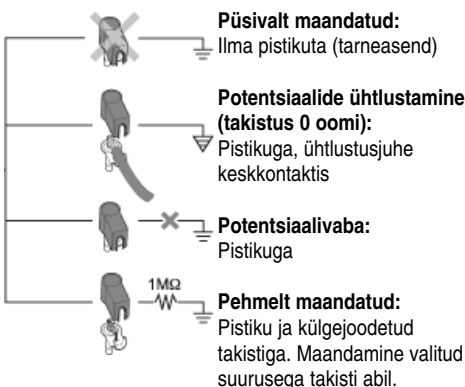 Püsivalt maandatud:
Ilma pistikuta (tarneasend)
Potentsiaalide ühtlustamine
(takistus 0 oomi):
Pistikuga, ühtlustusjuhe
keskkontaktis
Potentsiaalivaba:
Pistikuga
1MΩ
Pehmelt maandatud:
Pistiku ja külgejoodetud
takistiga. Maandamine valitud
suurusega takisti abil.